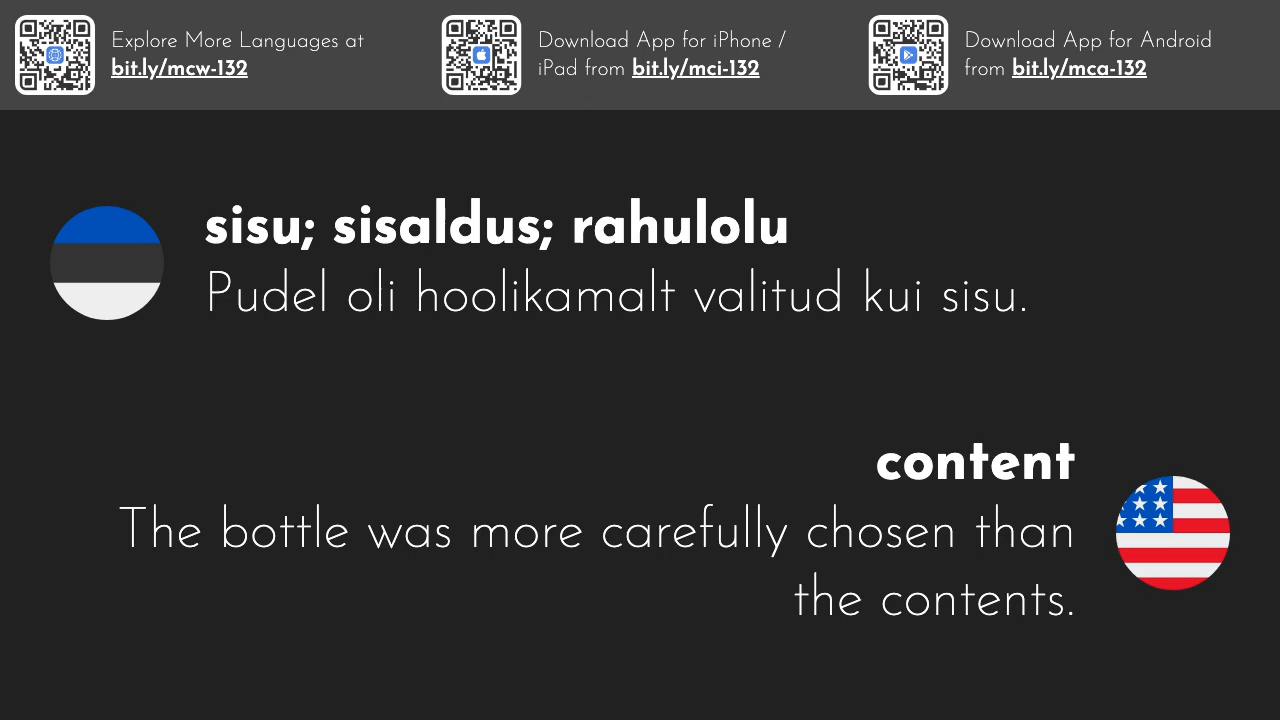 Explore More Languages at
bit.ly/mcw-132
Download App for iPhone /
iPad from bit.ly/mci-132
Download App for Android
from bit.ly/mca-132
sisu; sisaldus; rahulolu
Pudel oli hoolikamalt valitud kui sisu.
content
The bottle was more carefully chosen than
the contents.